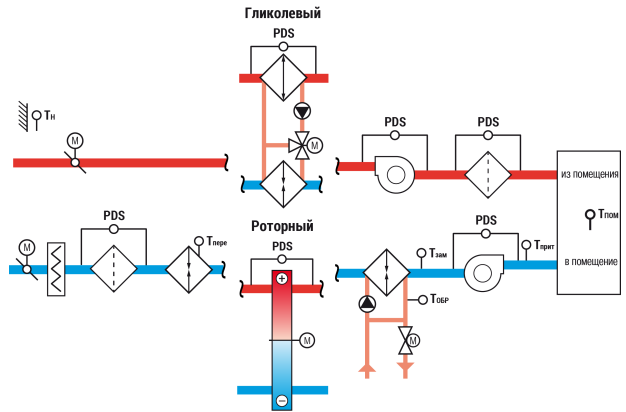 Гликолевый
PDS
Tн
M
M
PDS
PDS
из помещения
Tпом
в помещение
M
PDS
Tпере
Роторный
PDS
+
M
−
Tзам
PDS
Tприт
TОБР
M